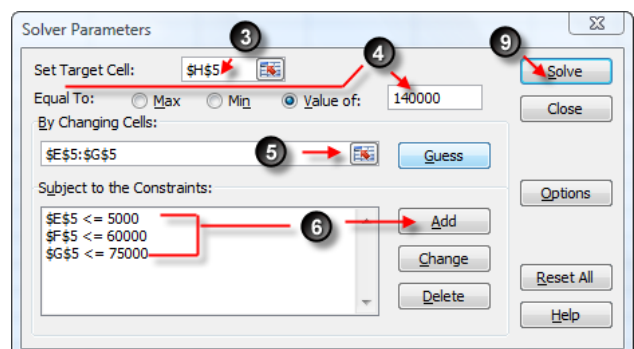 Solver Parameters
3
4
9
Set Target Cell: $H$5 Solve
Equal To: Max Min Value of: 140000 Close
By Changing Cells:
$E$5:$G$5 5 Guess
Subject to the Constraints: Options
$E$5 <= 5000 6 Add
$F$5 <= 60000
$G$5 <= 75000 Change
Reset All
Delete
Help